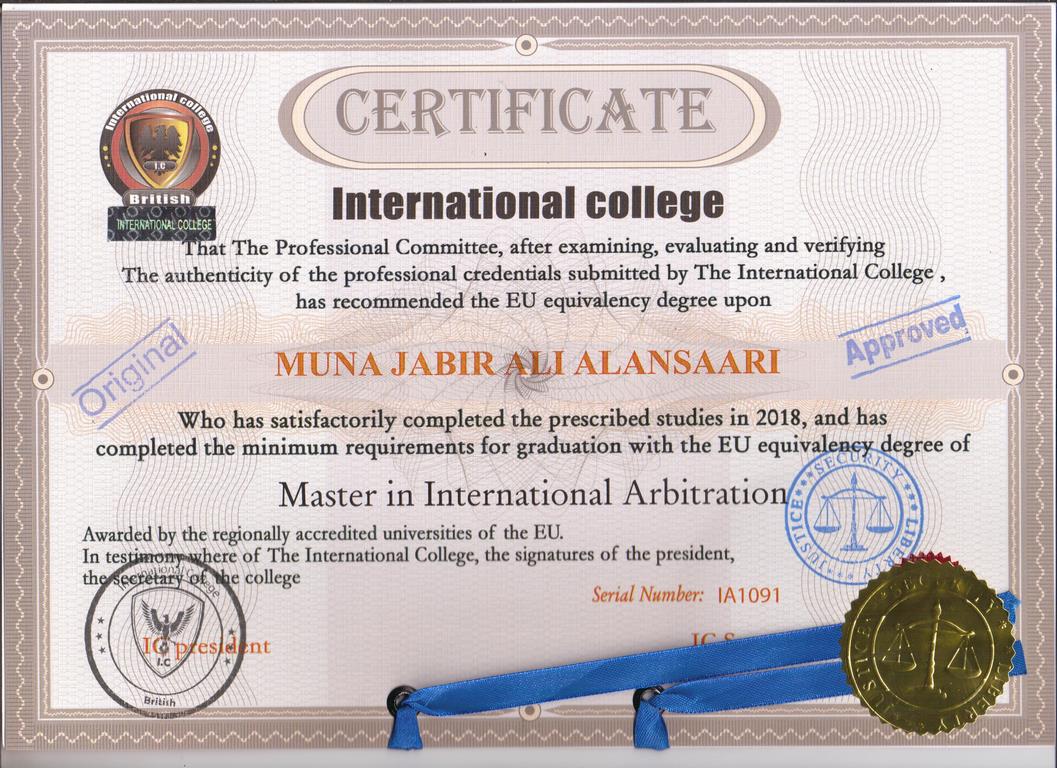 CERTIFICATE
International college
I.C
British
INTERNATIONAL COLLEGE
International college
That The Professional Committee, after examining, evaluating and verifying
The authenticity of the professional credentials submitted by The International College ,
has recommended the EU equivalency degree upon
Original
Approved
MUNA JABIR ALI ALANSAARI
Who has satisfactorily completed the prescribed studies in 2018, and has
completed the minimum requirements for graduation with the EU equivalency degree of
Master in International Arbitration
SECURITY
JUSTICE
LIBERTY
Awarded by the regionally accredited universities of the EU.
In testimony where of The International College, the signatures of the president,
the secretary of the college
Serial Number: IA1091
International College
I.C
British
IC president
IC S
SECURITY
JUSTICE
LIBERTY